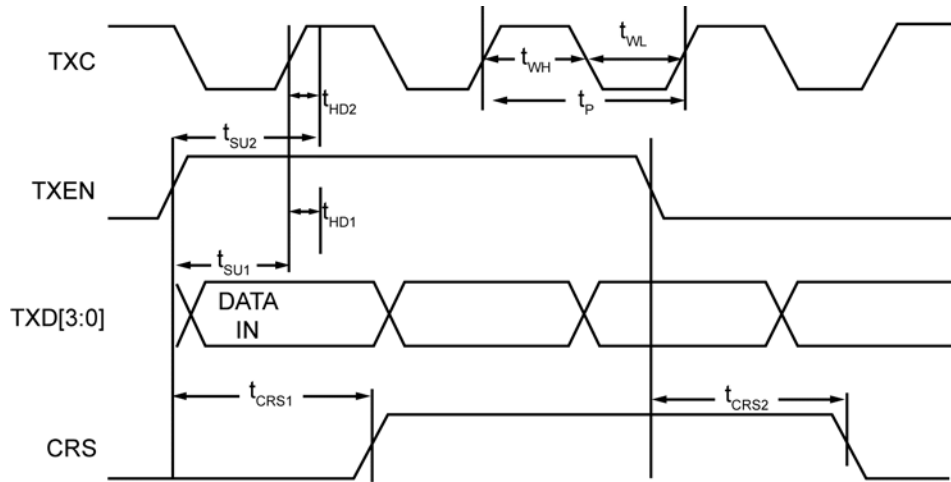 TXC
t_WH
t_WL
t_HD2
t_P
t_SU2
TXEN
t_HD1
t_SU1
TXD[3:0]
DATA
IN
t_CRS1
t_CRS2
CRS